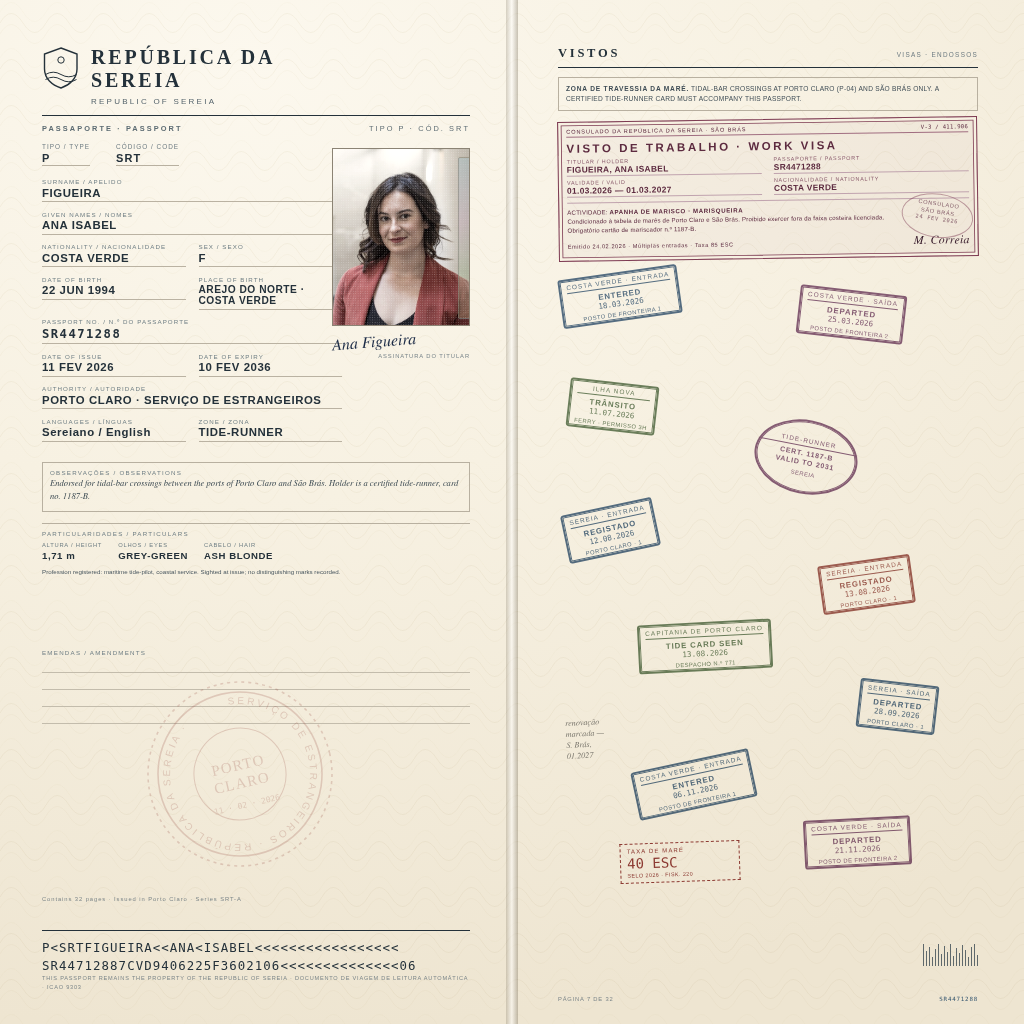 REPÚBLICA DA
SEREIA
REPUBLIC OF SEREIA
PASSAPORTE · PASSPORT
TIPO P · CÓD. SRT
TIPO / TYPE
P
CÓDIGO / CODE
SRT
SURNAME / APELIDO
FIGUEIRA
GIVEN NAMES / NOMES
ANA ISABEL
NATIONALITY / NACIONALIDADE
COSTA VERDE
SEX / SEXO
F
DATE OF BIRTH
22 JUN 1994
PLACE OF BIRTH
AREJO DO NORTE ·
COSTA VERDE
PASSPORT NO. / N.º DO PASSAPORTE
SR4471288
DATE OF ISSUE
11 FEV 2026
DATE OF EXPIRY
10 FEV 2036
AUTHORITY / AUTORIDADE
PORTO CLARO · SERVIÇO DE ESTRANGEIROS
LANGUAGES / LÍNGUAS
Sereiano / English
ZONE / ZONA
TIDE-RUNNER
Ana Figueira
ASSINATURA DO TITULAR
OBSERVAÇÕES / OBSERVATIONS
Endorsed for tidal-bar crossings between the ports of Porto Claro and São Brás. Holder is a certified tide-runner, card
no. 1187-B.
PARTICULARIDADES / PARTICULARS
ALTURA / HEIGHT
1,71 m
OLHOS / EYES
GREY-GREEN
CABELO / HAIR
ASH BLONDE
Profession registered: maritime tide-pilot, coastal service. Sighted at issue; no distinguishing marks recorded.
EMENDAS / AMENDMENTS
SERVIÇO DE ESTRANGEIROS
REPÚBLICA DA SEREIA
PORTO
CLARO
11 · 02 · 2026
Contains 32 pages · Issued in Porto Claro · Series SRT-A
P<SRTFIGUEIRA<<ANA<ISABEL<<<<<<<<<<<<<<<<<
SR44712887CVD9406225F3602106<<<<<<<<<<<<<<06
THIS PASSPORT REMAINS THE PROPERTY OF THE REPUBLIC OF SEREIA · DOCUMENTO DE VIAGEM DE LEITURA AUTOMÁTICA
· ICAO 9303
VISTOS
VISAS · ENDOSSOS
ZONA DE TRAVESSIA DA MARÉ. TIDAL-BAR CROSSINGS AT PORTO CLARO (P-04) AND SÃO BRÁS ONLY. A
CERTIFIED TIDE-RUNNER CARD MUST ACCOMPANY THIS PASSPORT.
CONSULADO DA REPÚBLICA DA SEREIA · SÃO BRÁS
V-3 / 411.906
VISTO DE TRABALHO · WORK VISA
TITULAR / HOLDER
FIGUEIRA, ANA ISABEL
PASSAPORTE / PASSPORT
SR4471288
VALIDADE / VALID
01.03.2026 — 01.03.2027
NACIONALIDADE / NATIONALITY
COSTA VERDE
ACTIVIDADE: APANHA DE MARISCO · MARISQUEIRA
Condicionado à tabela de marés de Porto Claro e São Brás. Proibido exercer fora da faixa costeira licenciada.
Obrigatório cartão de mariscador n.º 1187-B.
Emitido 24.02.2026 · Múltiplas entradas · Taxa 85 ESC
CONSULADO
SÃO BRÁS
24 FEV 2026
M. Correia
COSTA VERDE · ENTRADA
ENTERED
18.03.2026
POSTO DE FRONTEIRA 1
COSTA VERDE · SAÍDA
DEPARTED
25.03.2026
POSTO DE FRONTEIRA 2
ILHA NOVA
TRÂNSITO
11.07.2026
FERRY · PERMISSO 3H
TIDE-RUNNER
CERT. 1187-B
VALID TO 2031
SEREIA
SEREIA · ENTRADA
REGISTADO
12.08.2026
PORTO CLARO · 1
SEREIA · ENTRADA
REGISTADO
13.08.2026
PORTO CLARO · 1
CAPITANIA DE PORTO CLARO
TIDE CARD SEEN
13.08.2026
DESPACHO N.º 771
SEREIA · SAÍDA
DEPARTED
28.09.2026
PORTO CLARO · 1
renovação
marcada —
S. Brás,
01.2027
COSTA VERDE · ENTRADA
ENTERED
06.11.2026
POSTO DE FRONTEIRA 1
COSTA VERDE · SAÍDA
DEPARTED
21.11.2026
POSTO DE FRONTEIRA 2
TAXA DE MARÉ
40 ESC
SELO 2026 · FISK. 220
PÁGINA 7 DE 32
SR4471288